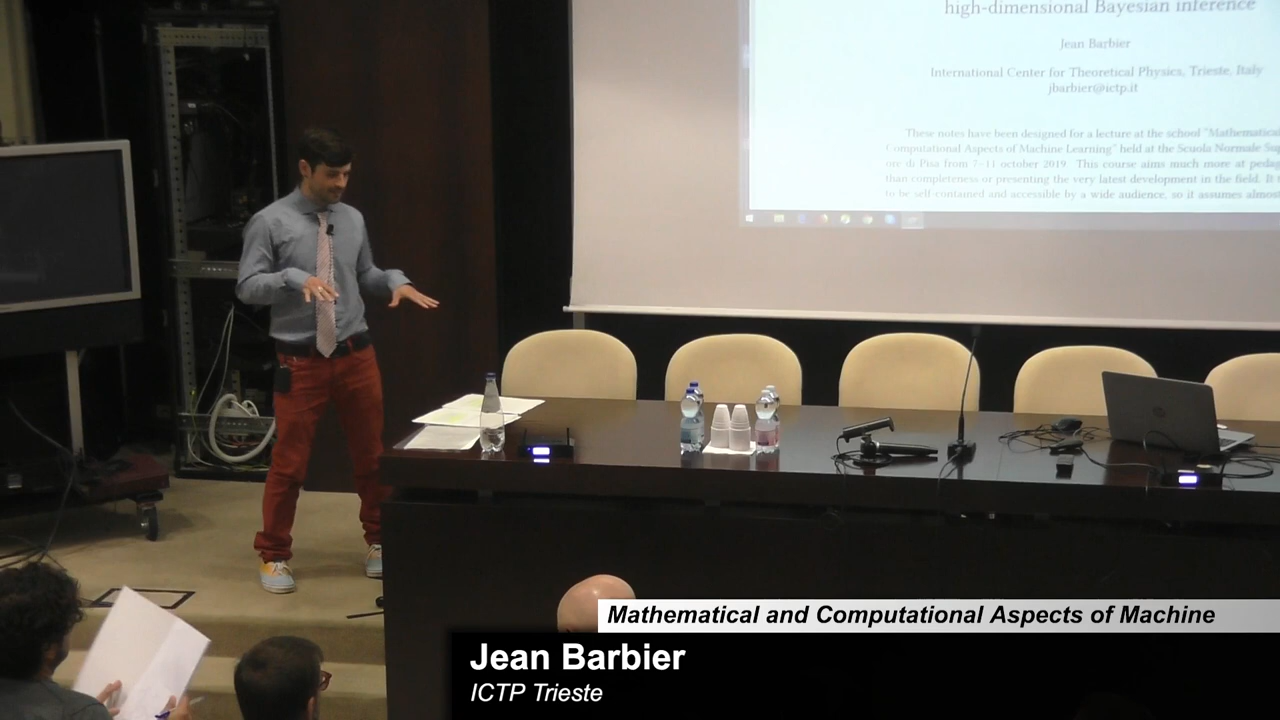 high-dimensional Bayesian inference
Jean Barbier
International Center for Theoretical Physics, Trieste, Italy
jbarbier@ictp.it
These notes have been designed for a lecture at the school "Mathematical
Computational Aspects of Machine Learning" held at the Scuola Normale Sup
ore di Pisa from 7-11 october 2019. This course aims much more at pedag
than completeness or presenting the very latest development in the field. It
to be self-contained and accessible by a wide audience, so it assumes almost
Mathematical and Computational Aspects of Machine
Jean Barbier
ICTP Trieste